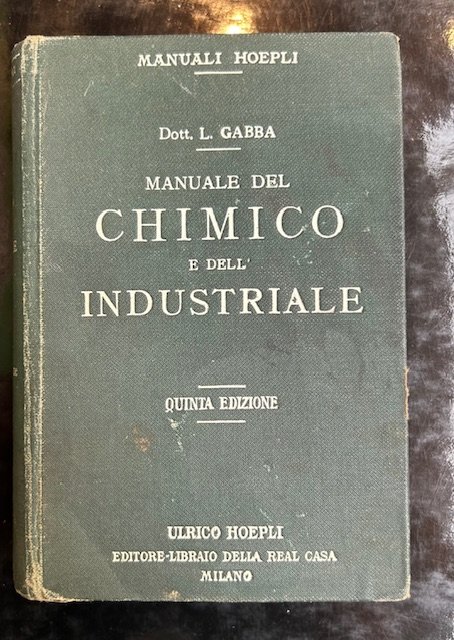 MANUALI HOEPLI
Dott. L. GABBA
MANUALE DEL
CHIMICO
E DELL'
INDUSTRIALE
QUINTA EDIZIONE
ULRICO HOEPLI
EDITORE-LIBRAIO DELLA REAL CASA
MILANO